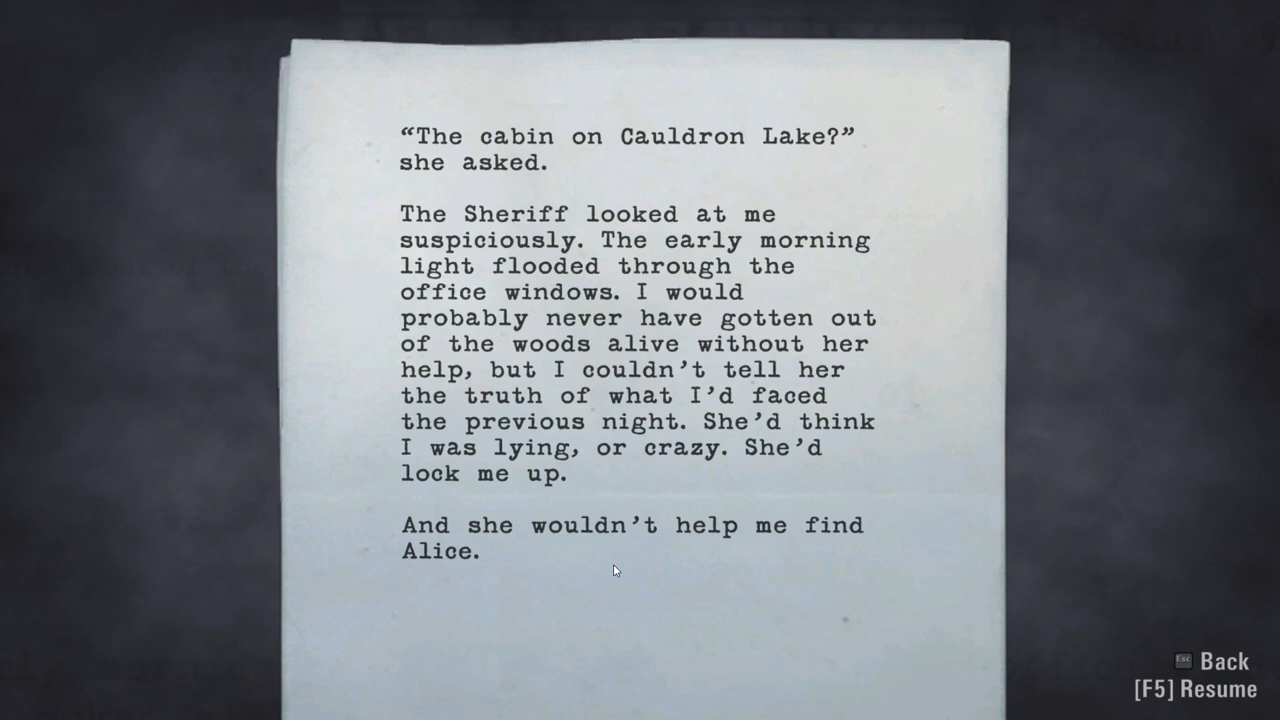 “The cabin on Cauldron Lake?”
she asked.
The Sheriff looked at me
suspiciously. The early morning
light flooded through the
office windows. I would
probably never have gotten out
of the woods alive without her
help, but I couldn’t tell her
the truth of what I’d faced
the previous night. She’d think
I was lying, or crazy. She’d
lock me up.
And she wouldn’t help me find
Alice.
Esc Back
[F5] Resume